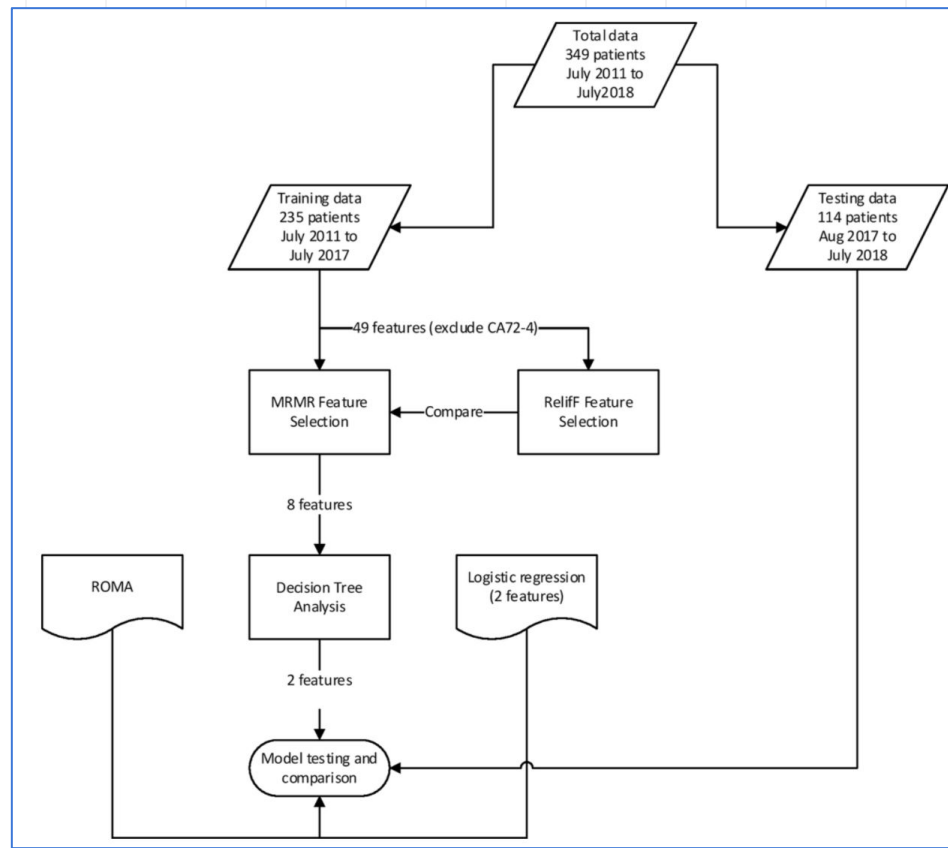 Total data
349 patients
July 2011 to
July2018
Training data
235 patients
July 2011 to
July 2017
Testing data
114 patients
Aug 2017 to
July 2018
49 features (exclude CA72-4)
MRMR Feature
Selection
Compare
RelifF Feature
Selection
8 features
ROMA
Decision Tree
Analysis
Logistic regression
(2 features)
2 features
Model testing and
comparison